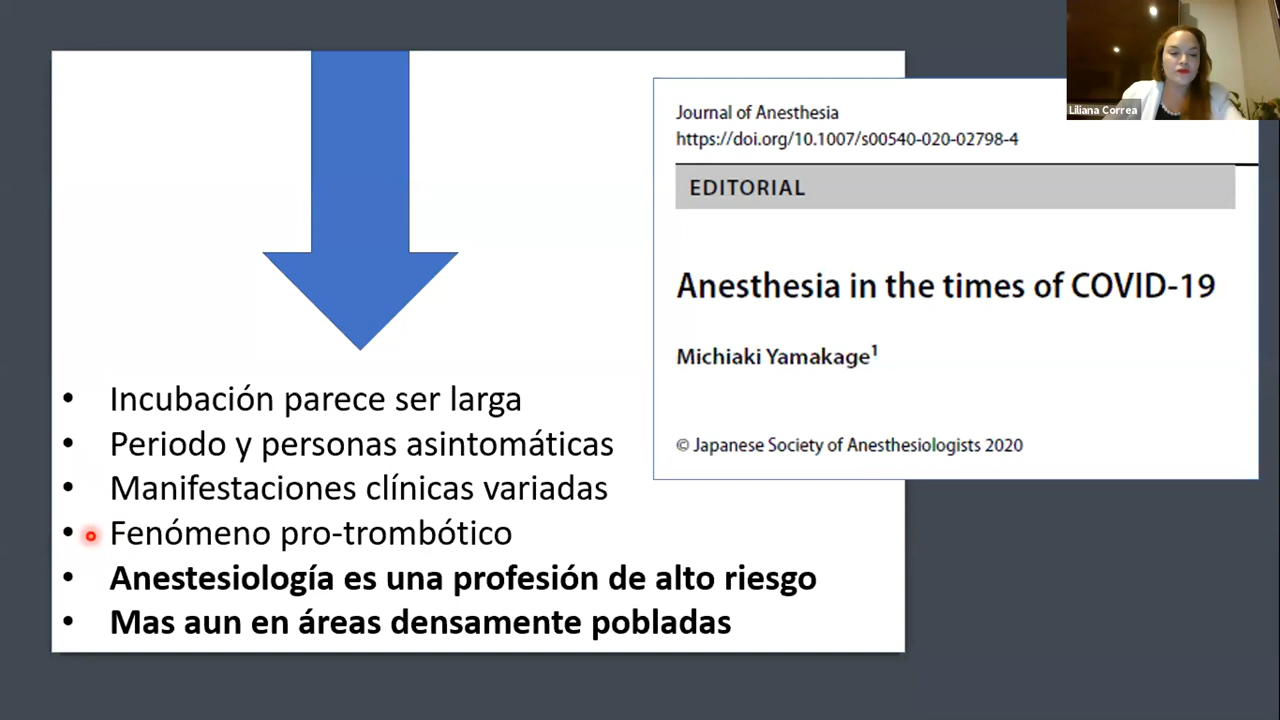 Liliana Correa
Journal of Anesthesia
https://doi.org/10.1007/s00540-020-02798-4
EDITORIAL
Anesthesia in the times of COVID-19
Michiaki Yamakage1
© Japanese Society of Anesthesiologists 2020
• Incubación parece ser larga
• Periodo y personas asintomáticas
• Manifestaciones clínicas variadas
• Fenómeno pro-trombótico
• Anestesiología es una profesión de alto riesgo
• Mas aun en áreas densamente pobladas